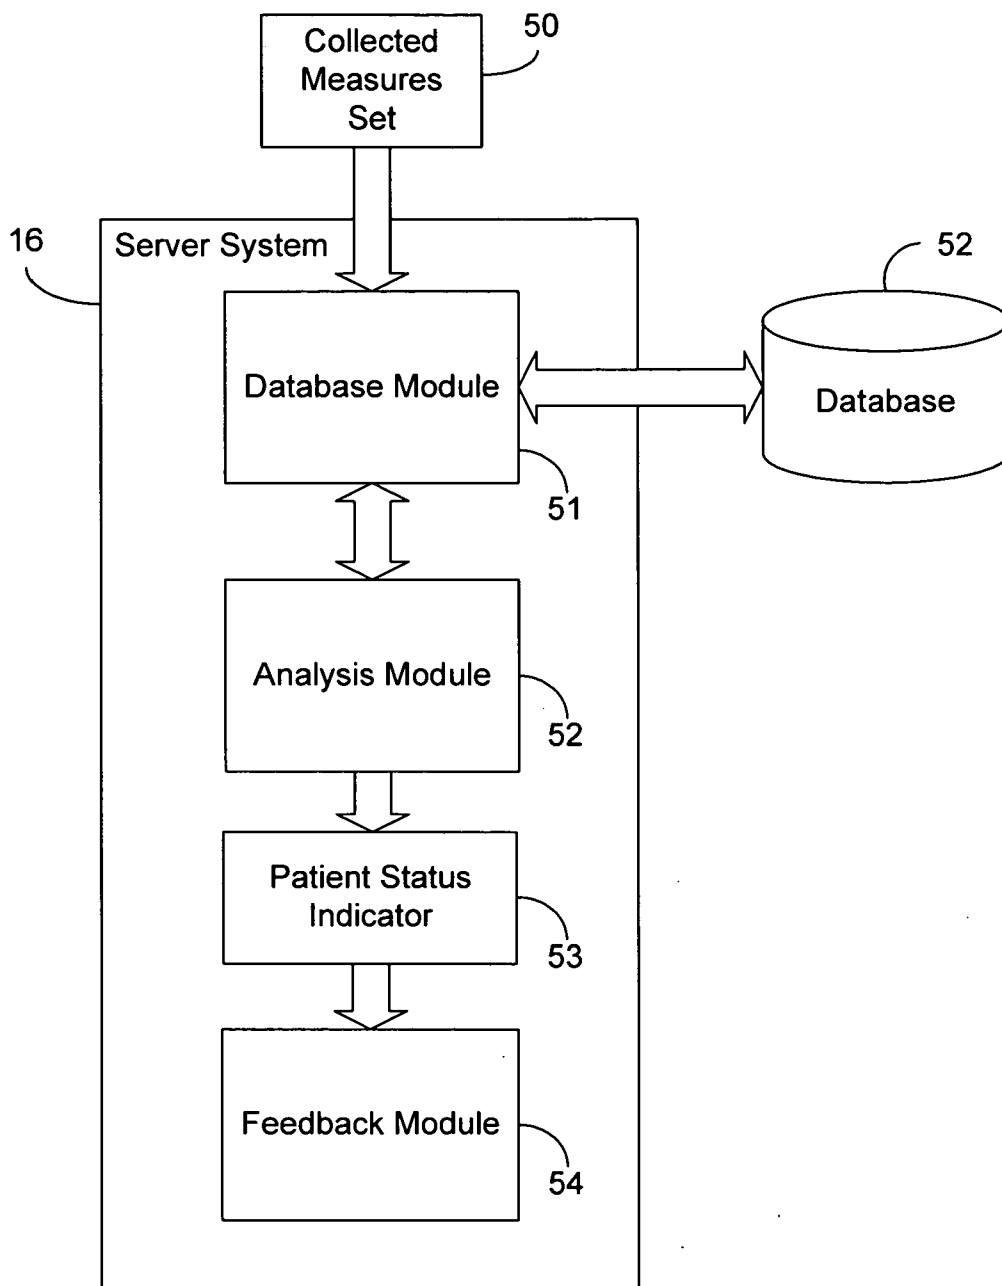 50
Collected
Measures
Set
16
Server System
52
Database Module
Database
51
Analysis Module
52
Patient Status
Indicator
53
Feedback Module
54